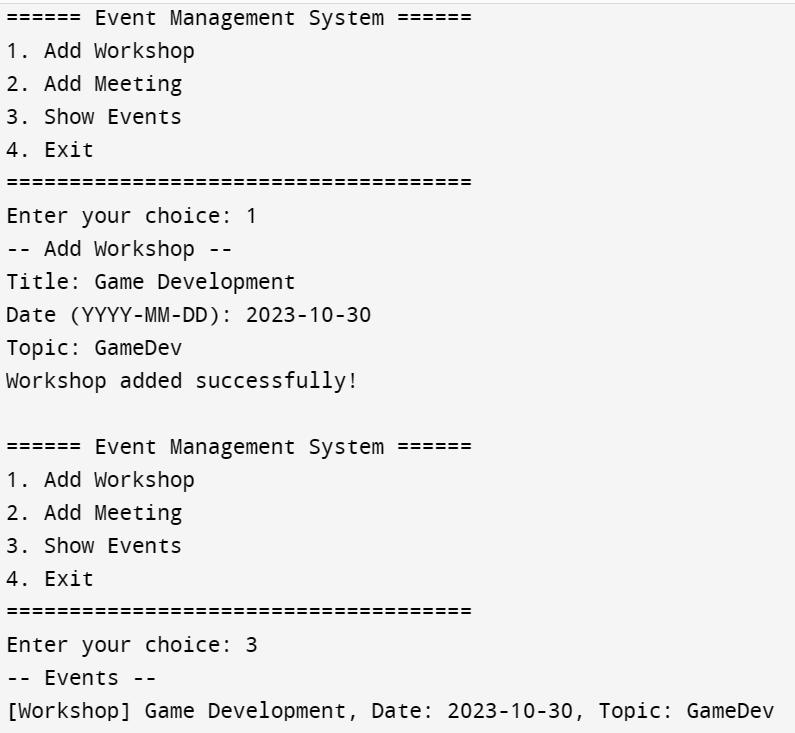 ====== Event Management System ======
1. Add Workshop
2. Add Meeting
3. Show Events
4. Exit
=====================================
Enter your choice: 1
-- Add Workshop --
Title: Game Development
Date (YYYY-MM-DD): 2023-10-30
Topic: GameDev
Workshop added successfully!

====== Event Management System ======
1. Add Workshop
2. Add Meeting
3. Show Events
4. Exit
=====================================
Enter your choice: 3
-- Events --
[Workshop] Game Development, Date: 2023-10-30, Topic: GameDev